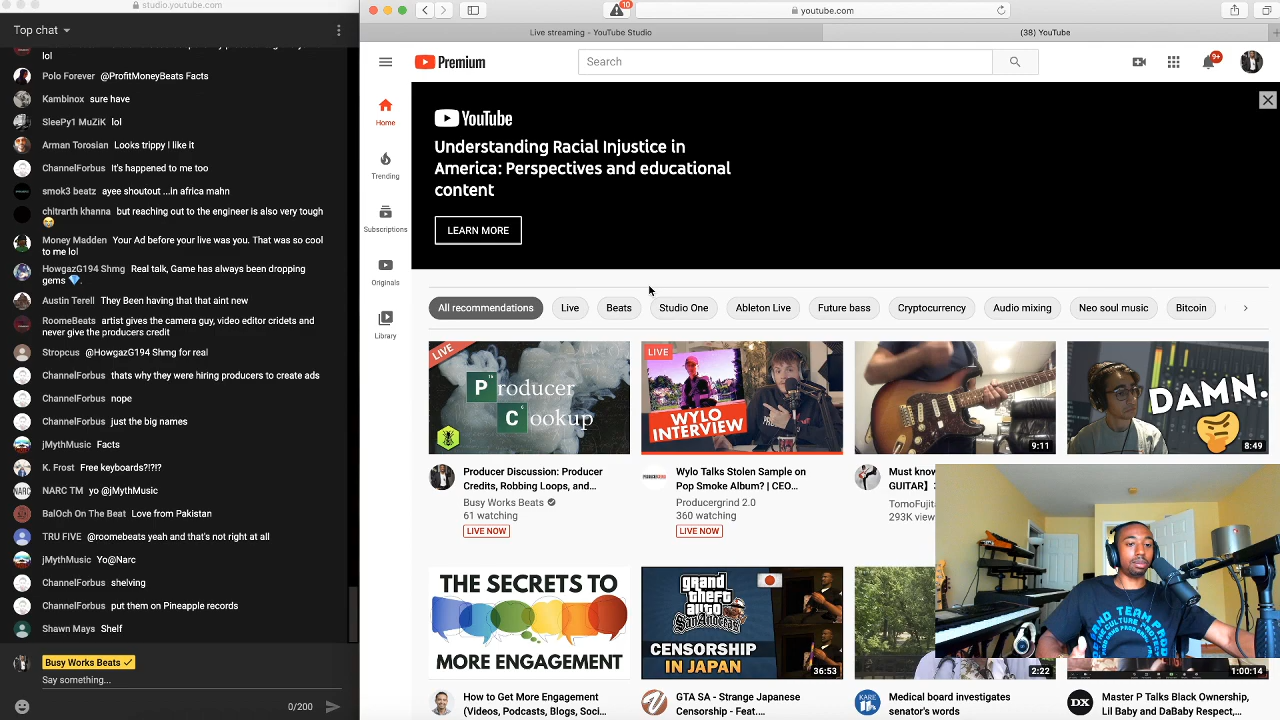 studio.youtube.com
Top chat
lol
Polo Forever @ProfitMoneyBeats Facts
Kambinox sure have
SleePy1 MuZiK lol
Arman Torosian Looks trippy I like it
ChannelForbus It's happened to me too
smok3 beatz ayee shoutout ...in africa mahn
chitrarth khanna but reaching out to the engineer is also very tough
😂
Money Madden Your Ad before your live was you. That was so cool
to me lol
HowgazG194 Shmg Real talk, Game has always been dropping
gems 💎.
Austin Terell They Been having that that aint new
RoomeBeats artist gives the camera guy, video editor cridets and
never give the producers credit
Stropcus @HowgazG194 Shmg for real
ChannelForbus thats why they were hiring producers to create ads
ChannelForbus nope
ChannelForbus just the big names
jMythMusic Facts
K. Frost Free keyboards?!?!?
NARC TM yo @jMythMusic
BalOch On The Beat Love from Pakistan
TRU FIVE @roomebeats yeah and that's not right at all
jMythMusic Yo@Narc
ChannelForbus shelving
ChannelForbus put them on Pineapple records
Shawn Mays Shelf
Busy Works Beats
Say something...
0/200
10
youtube.com
Live streaming - YouTube Studio
(38) YouTube
Premium
Search
9+
Home
Trending
Subscriptions
Originals
Library
YouTube
Understanding Racial Injustice in
America: Perspectives and educational
content
LEARN MORE
All recommendations Live Beats Studio One Ableton Live Future bass Cryptocurrency Audio mixing Neo soul music Bitcoin
LIVE
Producer
Cookup
LIVE
WYLO
INTERVIEW
9:11
DAMN.
8:49
Producer Discussion: Producer
Credits, Robbing Loops, and...
Busy Works Beats
61 watching
LIVE NOW
Wylo Talks Stolen Sample on
Pop Smoke Album? | CEO...
Producergrind 2.0
360 watching
LIVE NOW
Must know
GUITAR】
TomoFujit
293K view
THE SECRETS TO
MORE ENGAGEMENT
grand
theft
auto
San Andreas
CENSORSHIP
IN JAPAN
36:53
2:22
1:00:14
How to Get More Engagement
(Videos, Podcasts, Blogs, Soci...
GTA SA - Strange Japanese
Censorship - Feat....
KARE
Medical board investigates
senator's words
DX
Master P Talks Black Ownership,
Lil Baby and DaBaby Respect,...